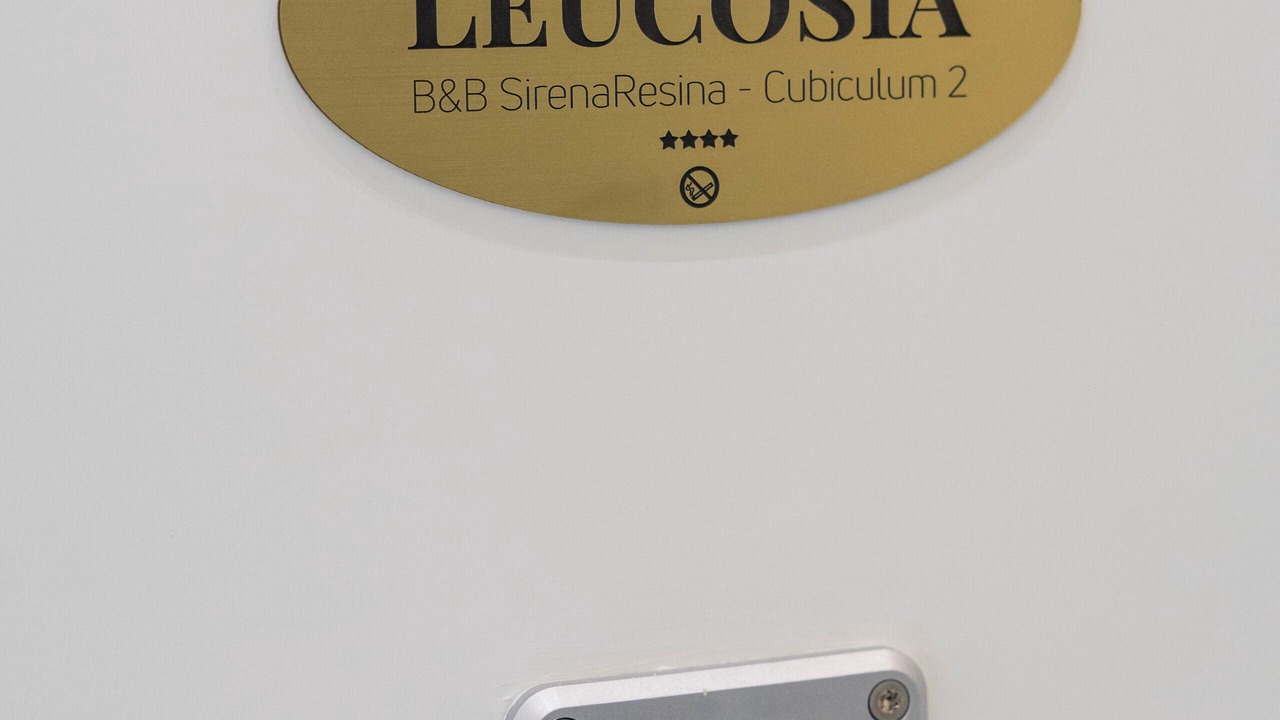 LEUCOSIA
B&B SirenaResina - Cubiculum 2